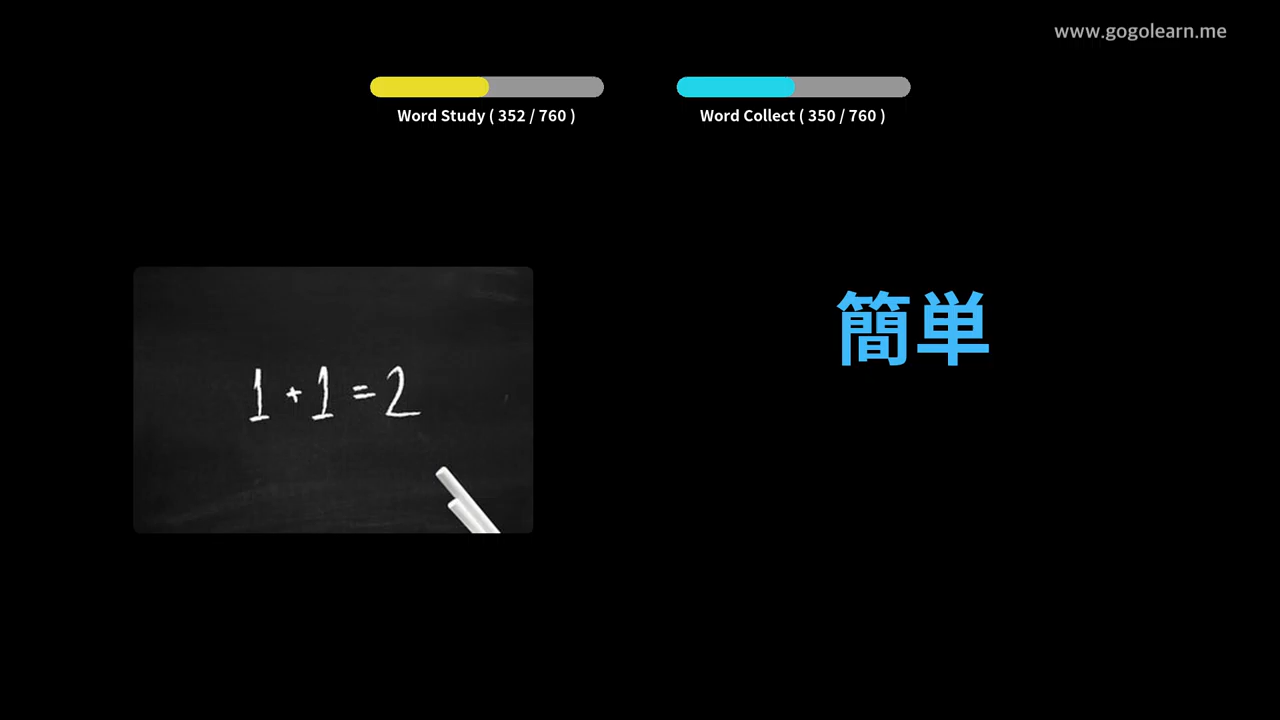 www.gogolearn.me
Word Study ( 352 / 760 )
Word Collect ( 350 / 760 )
簡単
1 + 1 = 2